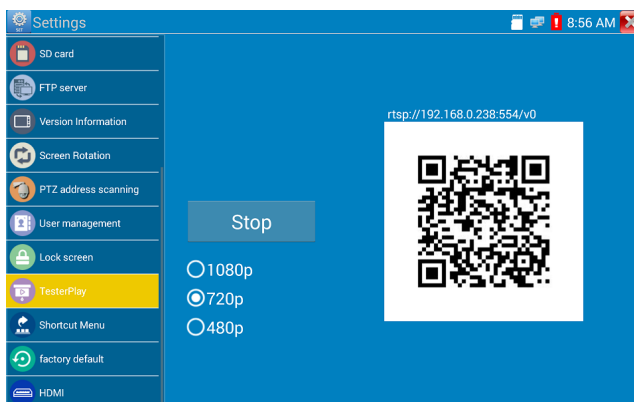 Settings
8:56 AM
SET
SD card
FTP server
Version Information
Screen Rotation
PTZ address scanning
User management
Lock screen
TesterPlay
Shortcut Menu
factory default
HDMI
rtsp://192.168.0.238:554/v0
Stop
1080p
720p
480p